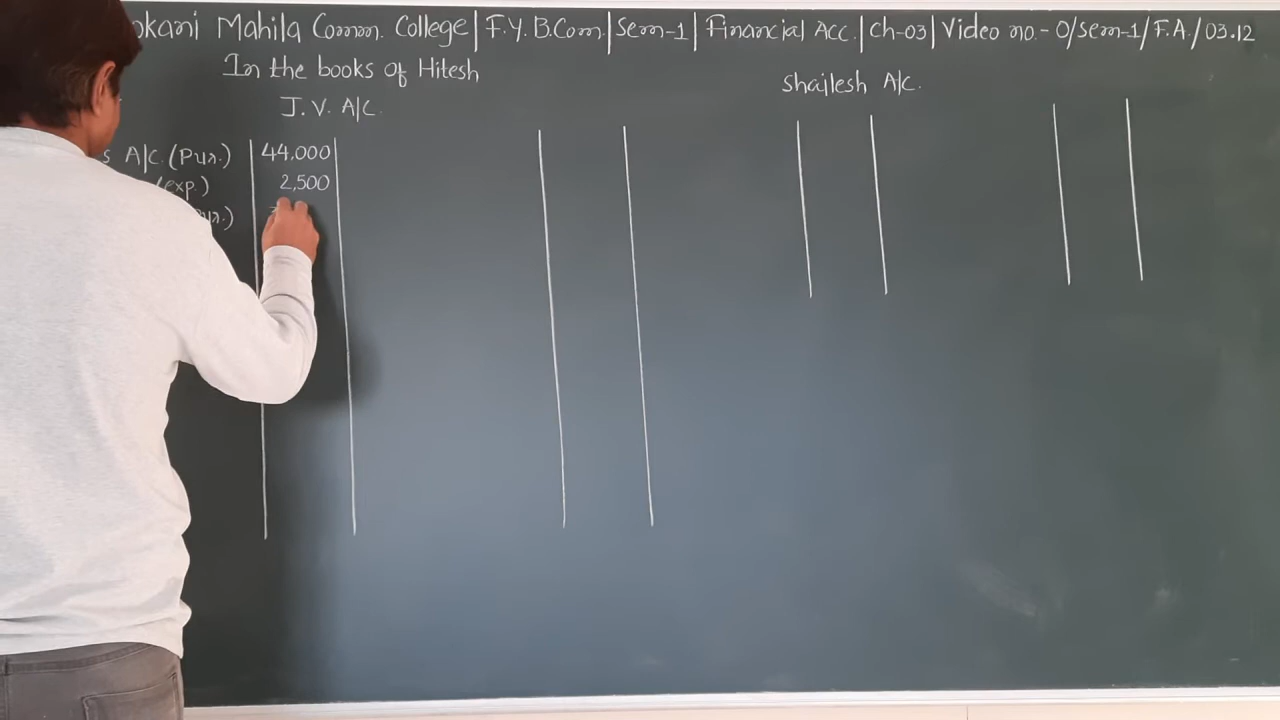 Mahila Comm. College | F.Y. B.Com. | Sem-1 | Financial Acc. | Ch-03 | Video no. - 0/sem-1/F.A./03.12
In the books of Hitesh
Shailesh A/c.
J. V. A/c.
A/c. (Pur.) 44,000
(exp.) 2,500